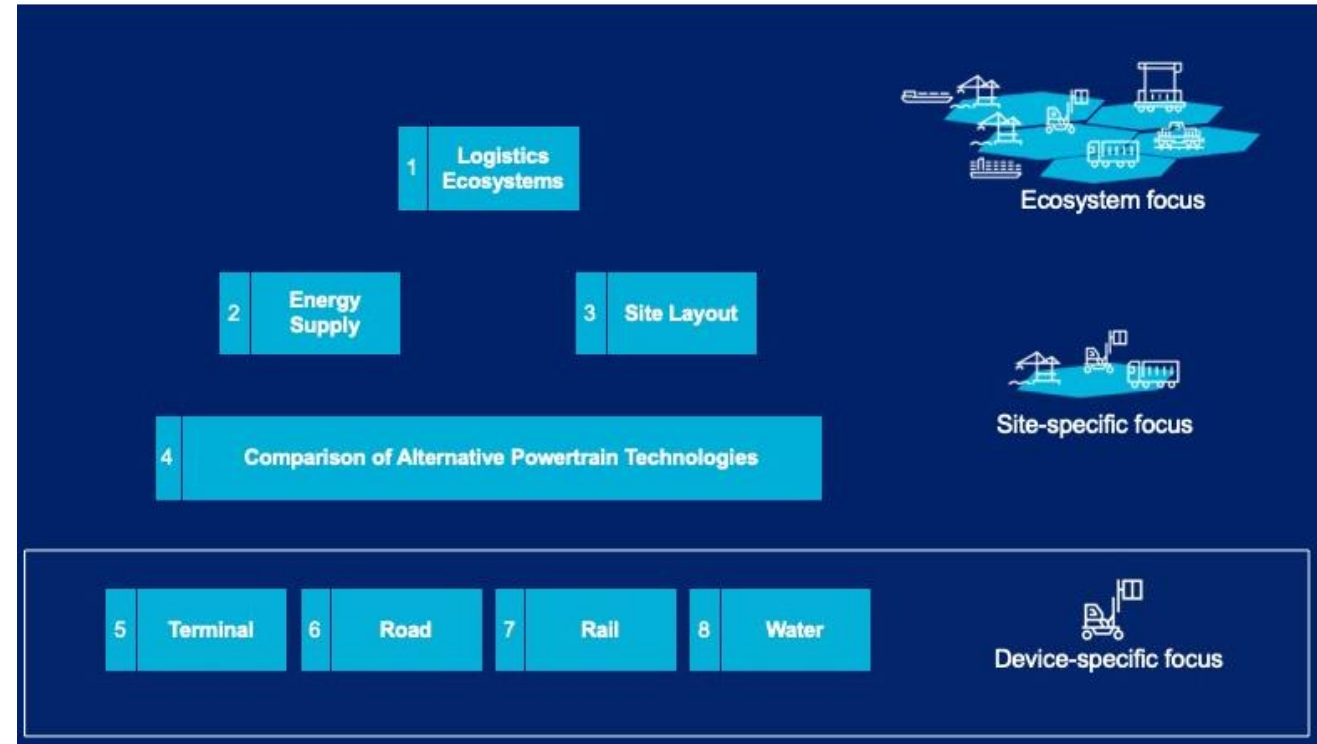 1
Logistics
Ecosystems
Ecosystem focus
2
Energy
Supply
3
Site Layout
Site-specific focus
4
Comparison of Alternative Powertrain Technologies
5
Terminal
6
Road
7
Rail
8
Water
Device-specific focus